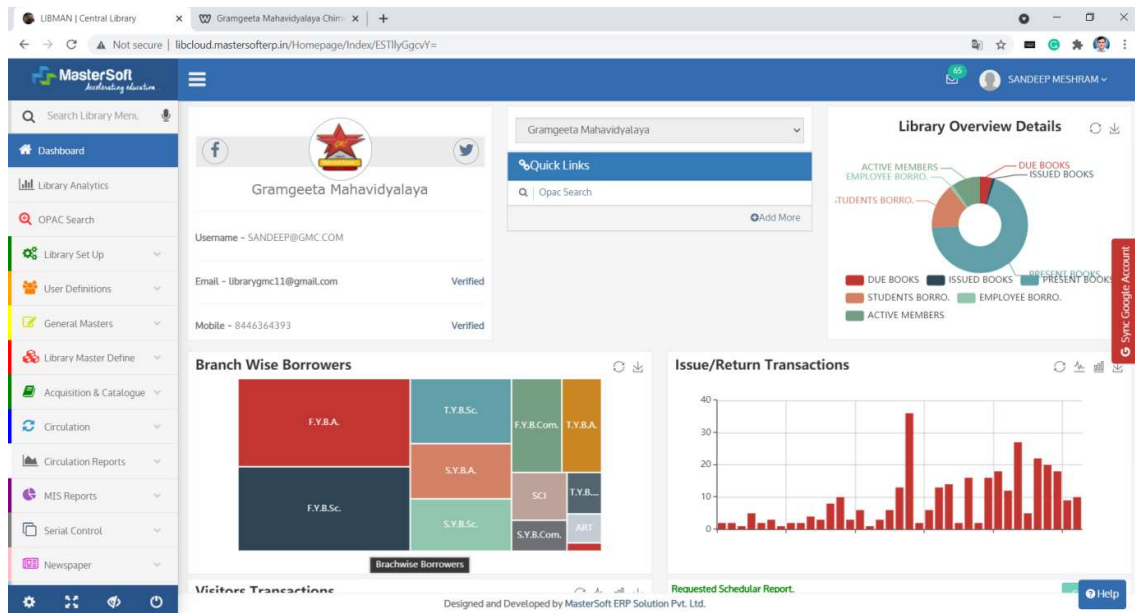 LIBMAN | Central Library
Gramgeeta Mahavidyalaya Chim
Not secure | libcloud.mastersofterp.in/Homepage/Index/ESTllyGgcvY=
MasterSoft
Accelerating education
65
SANDEEP MESHRAM
Search Library Menu
Dashboard
Library Analytics
OPAC Search
Library Set Up
User Definitions
General Masters
Library Master Define
Acquisition & Catalogue
Circulation
Circulation Reports
MIS Reports
Serial Control
Newspaper
GMC
Gramgeeta Mahavidyalaya
Username - SANDEEP@GMC.COM
Email - librarygmc11@gmail.com Verified
Mobile - 8446364393 Verified
Gramgeeta Mahavidyalaya
Quick Links
Opac Search
Add More
Library Overview Details
ACTIVE MEMBERS
EMPLOYEE BORRO.
STUDENTS BORRO.
DUE BOOKS
ISSUED BOOKS
PRESENT BOOKS
DUE BOOKS ISSUED BOOKS PRESENT BOOKS
STUDENTS BORRO. EMPLOYEE BORRO.
ACTIVE MEMBERS
G Sync Google Account
Branch Wise Borrowers
F.Y.B.A.
F.Y.B.Sc.
T.Y.B.Sc.
S.Y.B.A.
S.Y.B.Sc.
F.Y.B.Com.
T.Y.B.A.
SCI
T.Y.B....
S.Y.B.Com.
ART
Brachwise Borrowers
Issue/Return Transactions
40
30
20
10
0
Visitors Transactions
Requested Schedular Report.
Designed and Developed by MasterSoft ERP Solution Pvt. Ltd.
Help